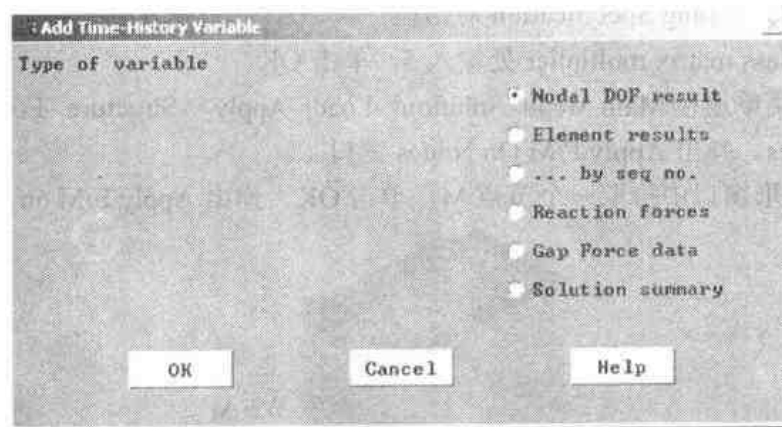 Add Time-History Variable
Type of variable
Nodal DOF result
Element results
... by seq no.
Reaction forces
Gap Force data
Solution summary
OK
Cancel
Help